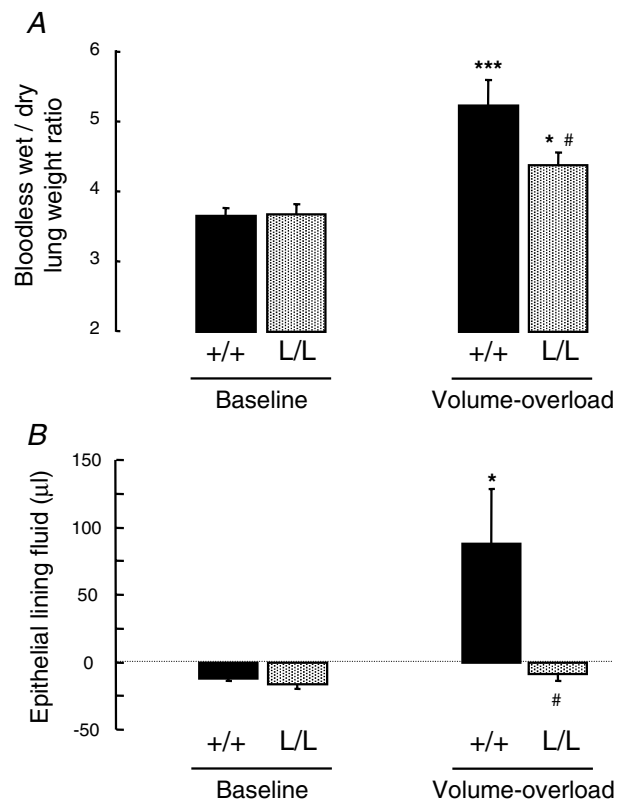 A
Bloodless wet / dry
lung weight ratio
6
5
4
3
2
***
* #
+/+ L/L +/+ L/L
Baseline Volume-overload
B
Epithelial lining fluid (μl)
150
100
50
0
-50
*
#
+/+ L/L +/+ L/L
Baseline Volume-overload